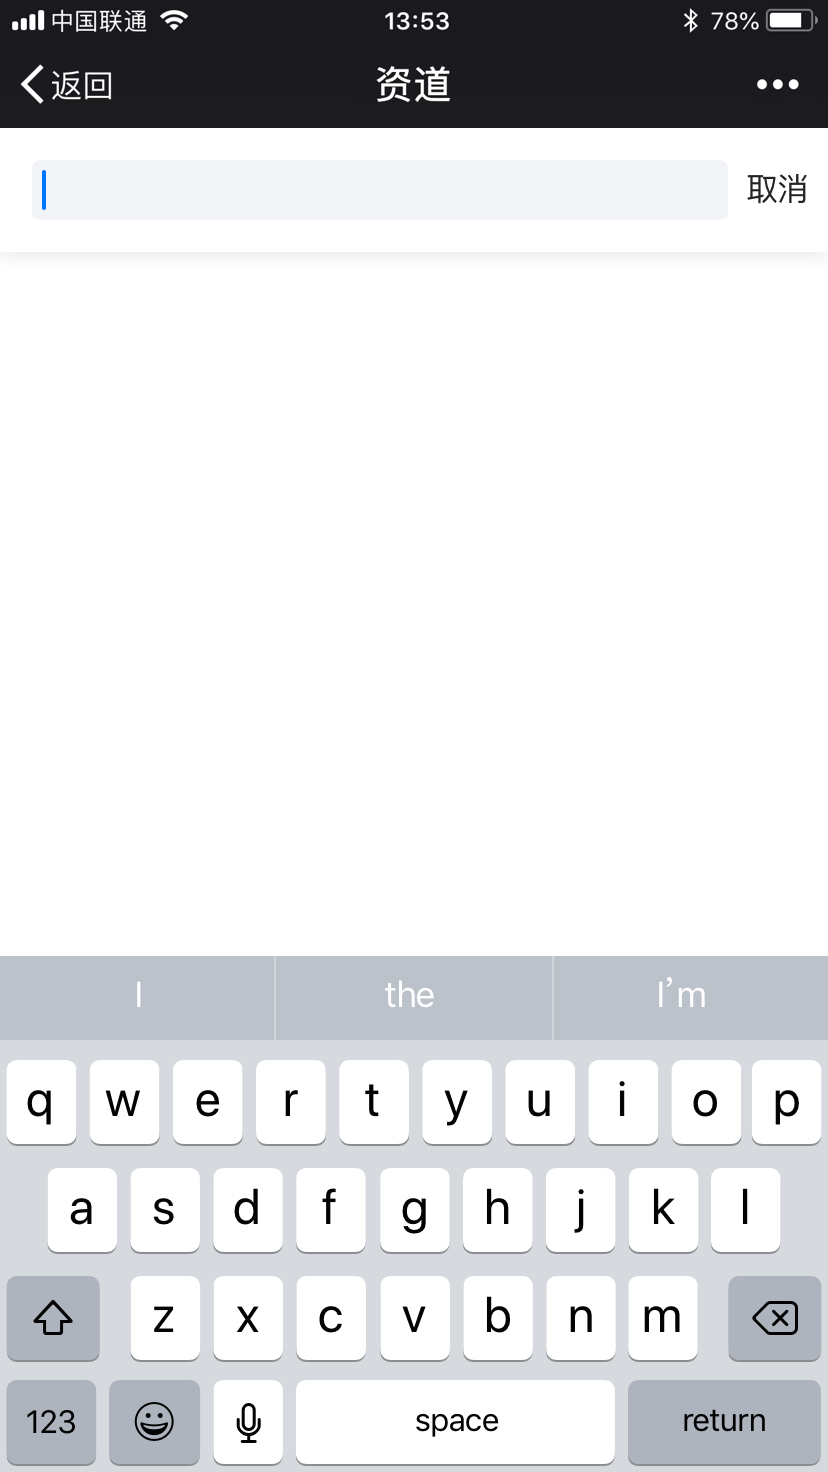 中国联通 13:53 78%
返回 资道
取消
I the I'm
q w e r t y u i o p
a s d f g h j k l
z x c v b n m
123 space return